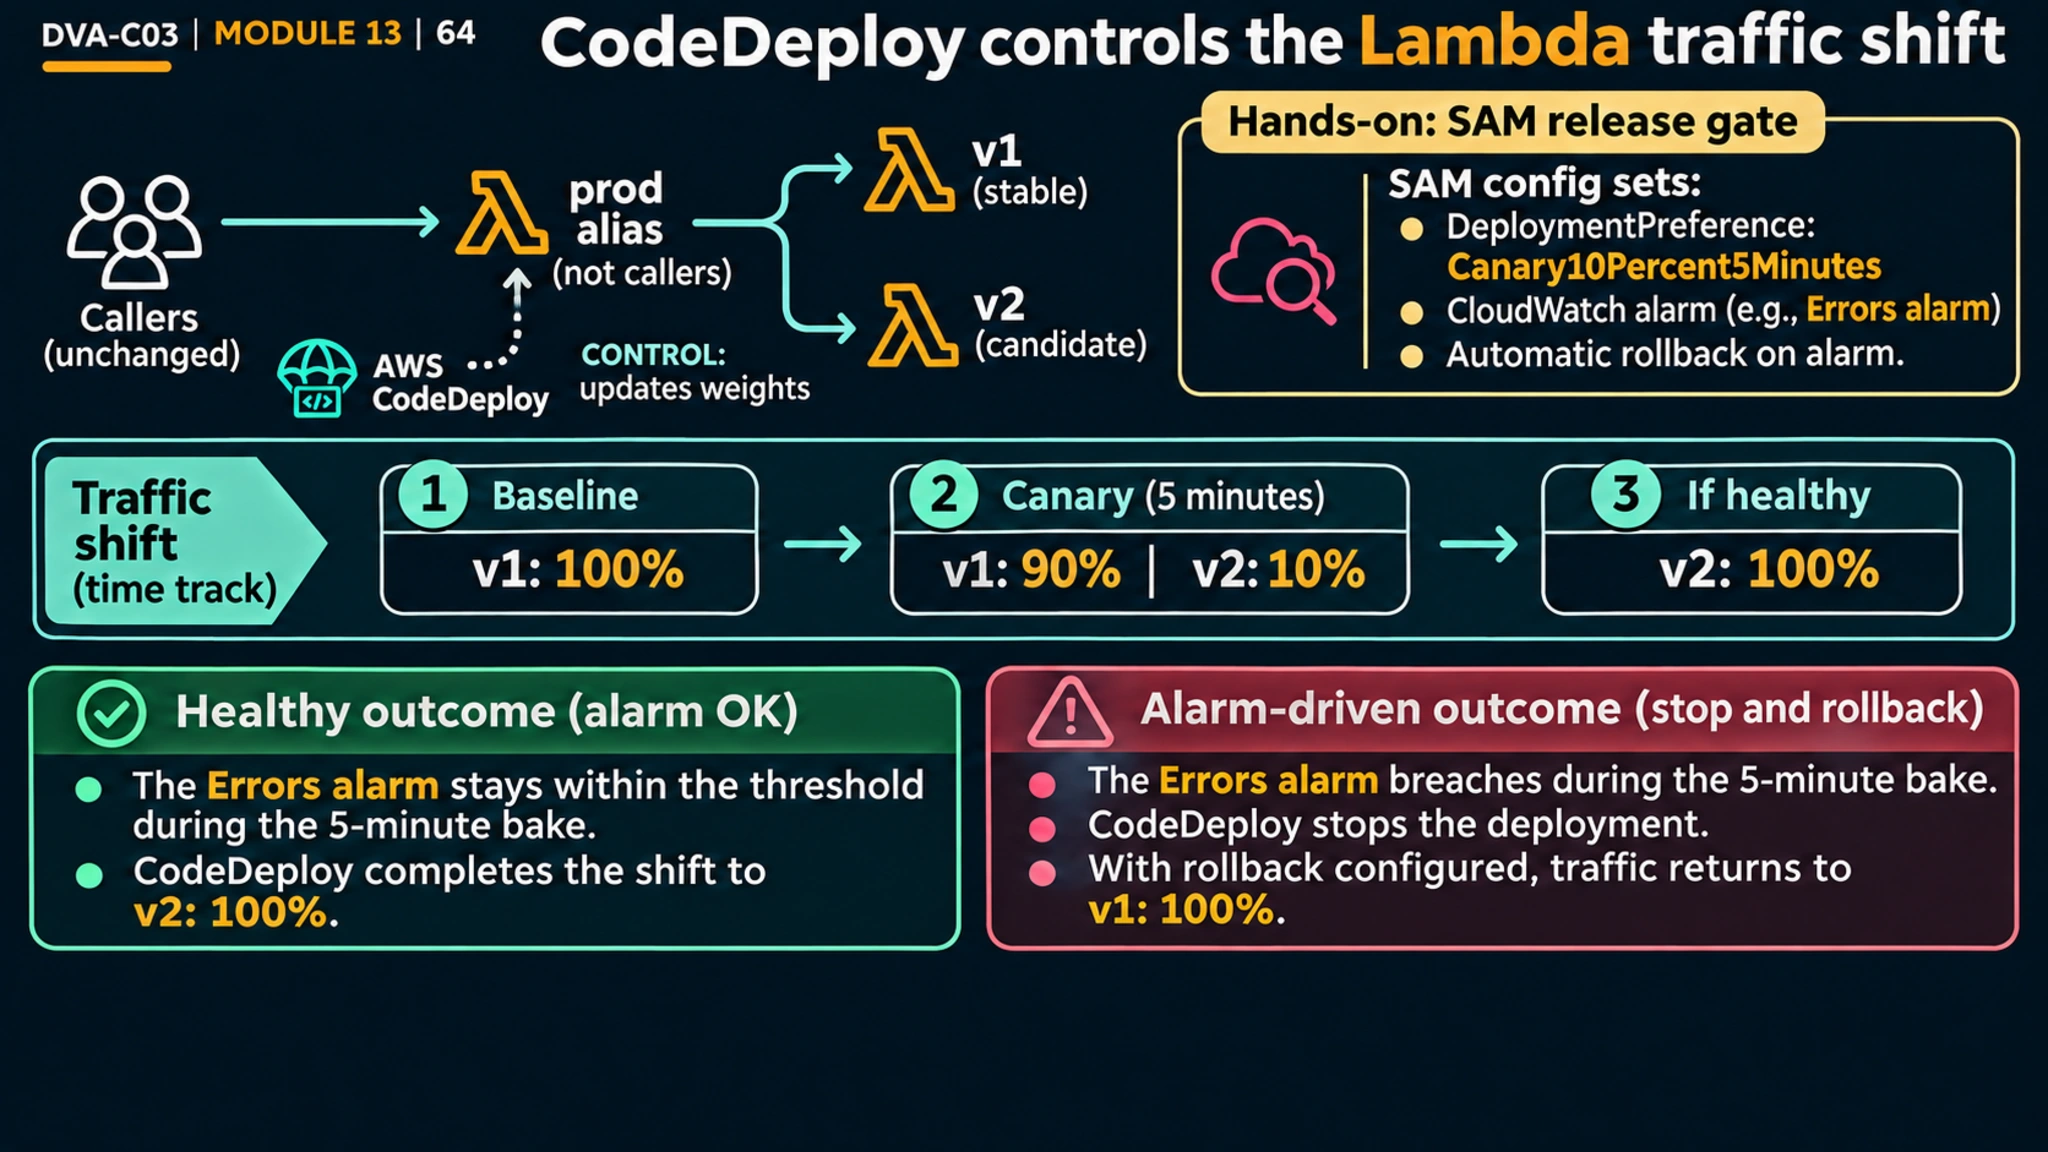 DVA-C03 | MODULE 13 | 64
CodeDeploy controls the Lambda traffic shift
Callers
(unchanged)
prod
alias
(not callers)
AWS
CodeDeploy
CONTROL:
updates weights
v1
(stable)
v2
(candidate)
Hands-on: SAM release gate
SAM config sets:
DeploymentPreference:
Canary10Percent5Minutes
CloudWatch alarm (e.g., Errors alarm)
Automatic rollback on alarm.
Traffic
shift
(time track)
1 Baseline
v1: 100%
2 Canary (5 minutes)
v1: 90% | v2: 10%
3 If healthy
v2: 100%
Healthy outcome (alarm OK)
The Errors alarm stays within the threshold
during the 5-minute bake.
CodeDeploy completes the shift to
v2: 100%.
Alarm-driven outcome (stop and rollback)
The Errors alarm breaches during the 5-minute bake.
CodeDeploy stops the deployment.
With rollback configured, traffic returns to
v1: 100%.